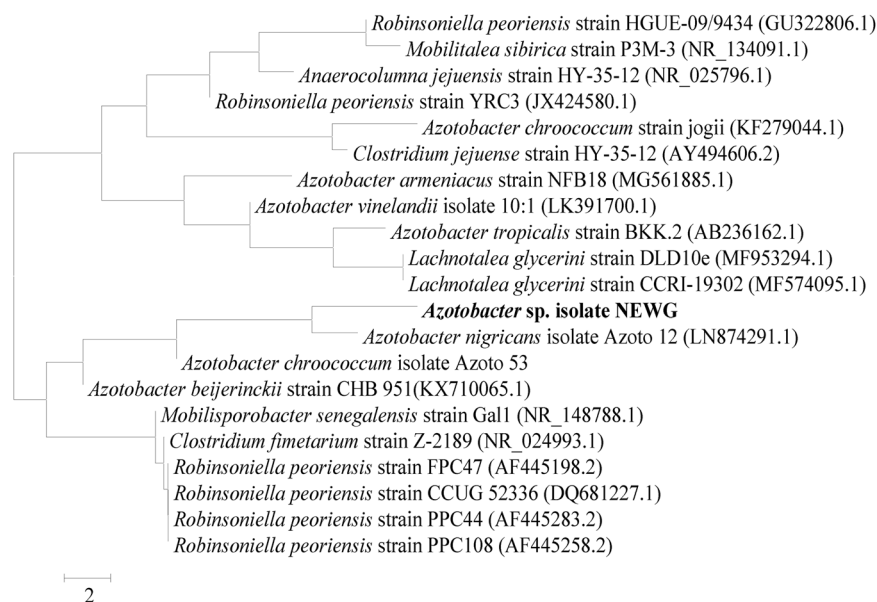 Robinsoniella peoriensis strain HGUE-09/9434 (GU322806.1)
Mobilitalea sibirica strain P3M-3 (NR_134091.1)
Anaerocolumna jejuensis strain HY-35-12 (NR_025796.1)
Robinsoniella peoriensis strain YRC3 (JX424580.1)
Azotobacter chroococcum strain jogii (KF279044.1)
Clostridium jejuense strain HY-35-12 (AY494606.2)
Azotobacter armeniacus strain NFB18 (MG561885.1)
Azotobacter vinelandii isolate 10:1 (LK391700.1)
Azotobacter tropicalis strain BKK.2 (AB236162.1)
Lachnotalea glycerini strain DLD10e (MF953294.1)
Lachnotalea glycerini strain CCRI-19302 (MF574095.1)
Azotobacter sp. isolate NEWG
Azotobacter nigricans isolate Azoto 12 (LN874291.1)
Azotobacter chroococcum isolate Azoto 53
Azotobacter beijerinckii strain CHB 951(KX710065.1)
Mobilisporobacter senegalensis strain Gal1 (NR_148788.1)
Clostridium fimetarium strain Z-2189 (NR_024993.1)
Robinsoniella peoriensis strain FPC47 (AF445198.2)
Robinsoniella peoriensis strain CCUG 52336 (DQ681227.1)
Robinsoniella peoriensis strain PPC44 (AF445283.2)
Robinsoniella peoriensis strain PPC108 (AF445258.2)
2